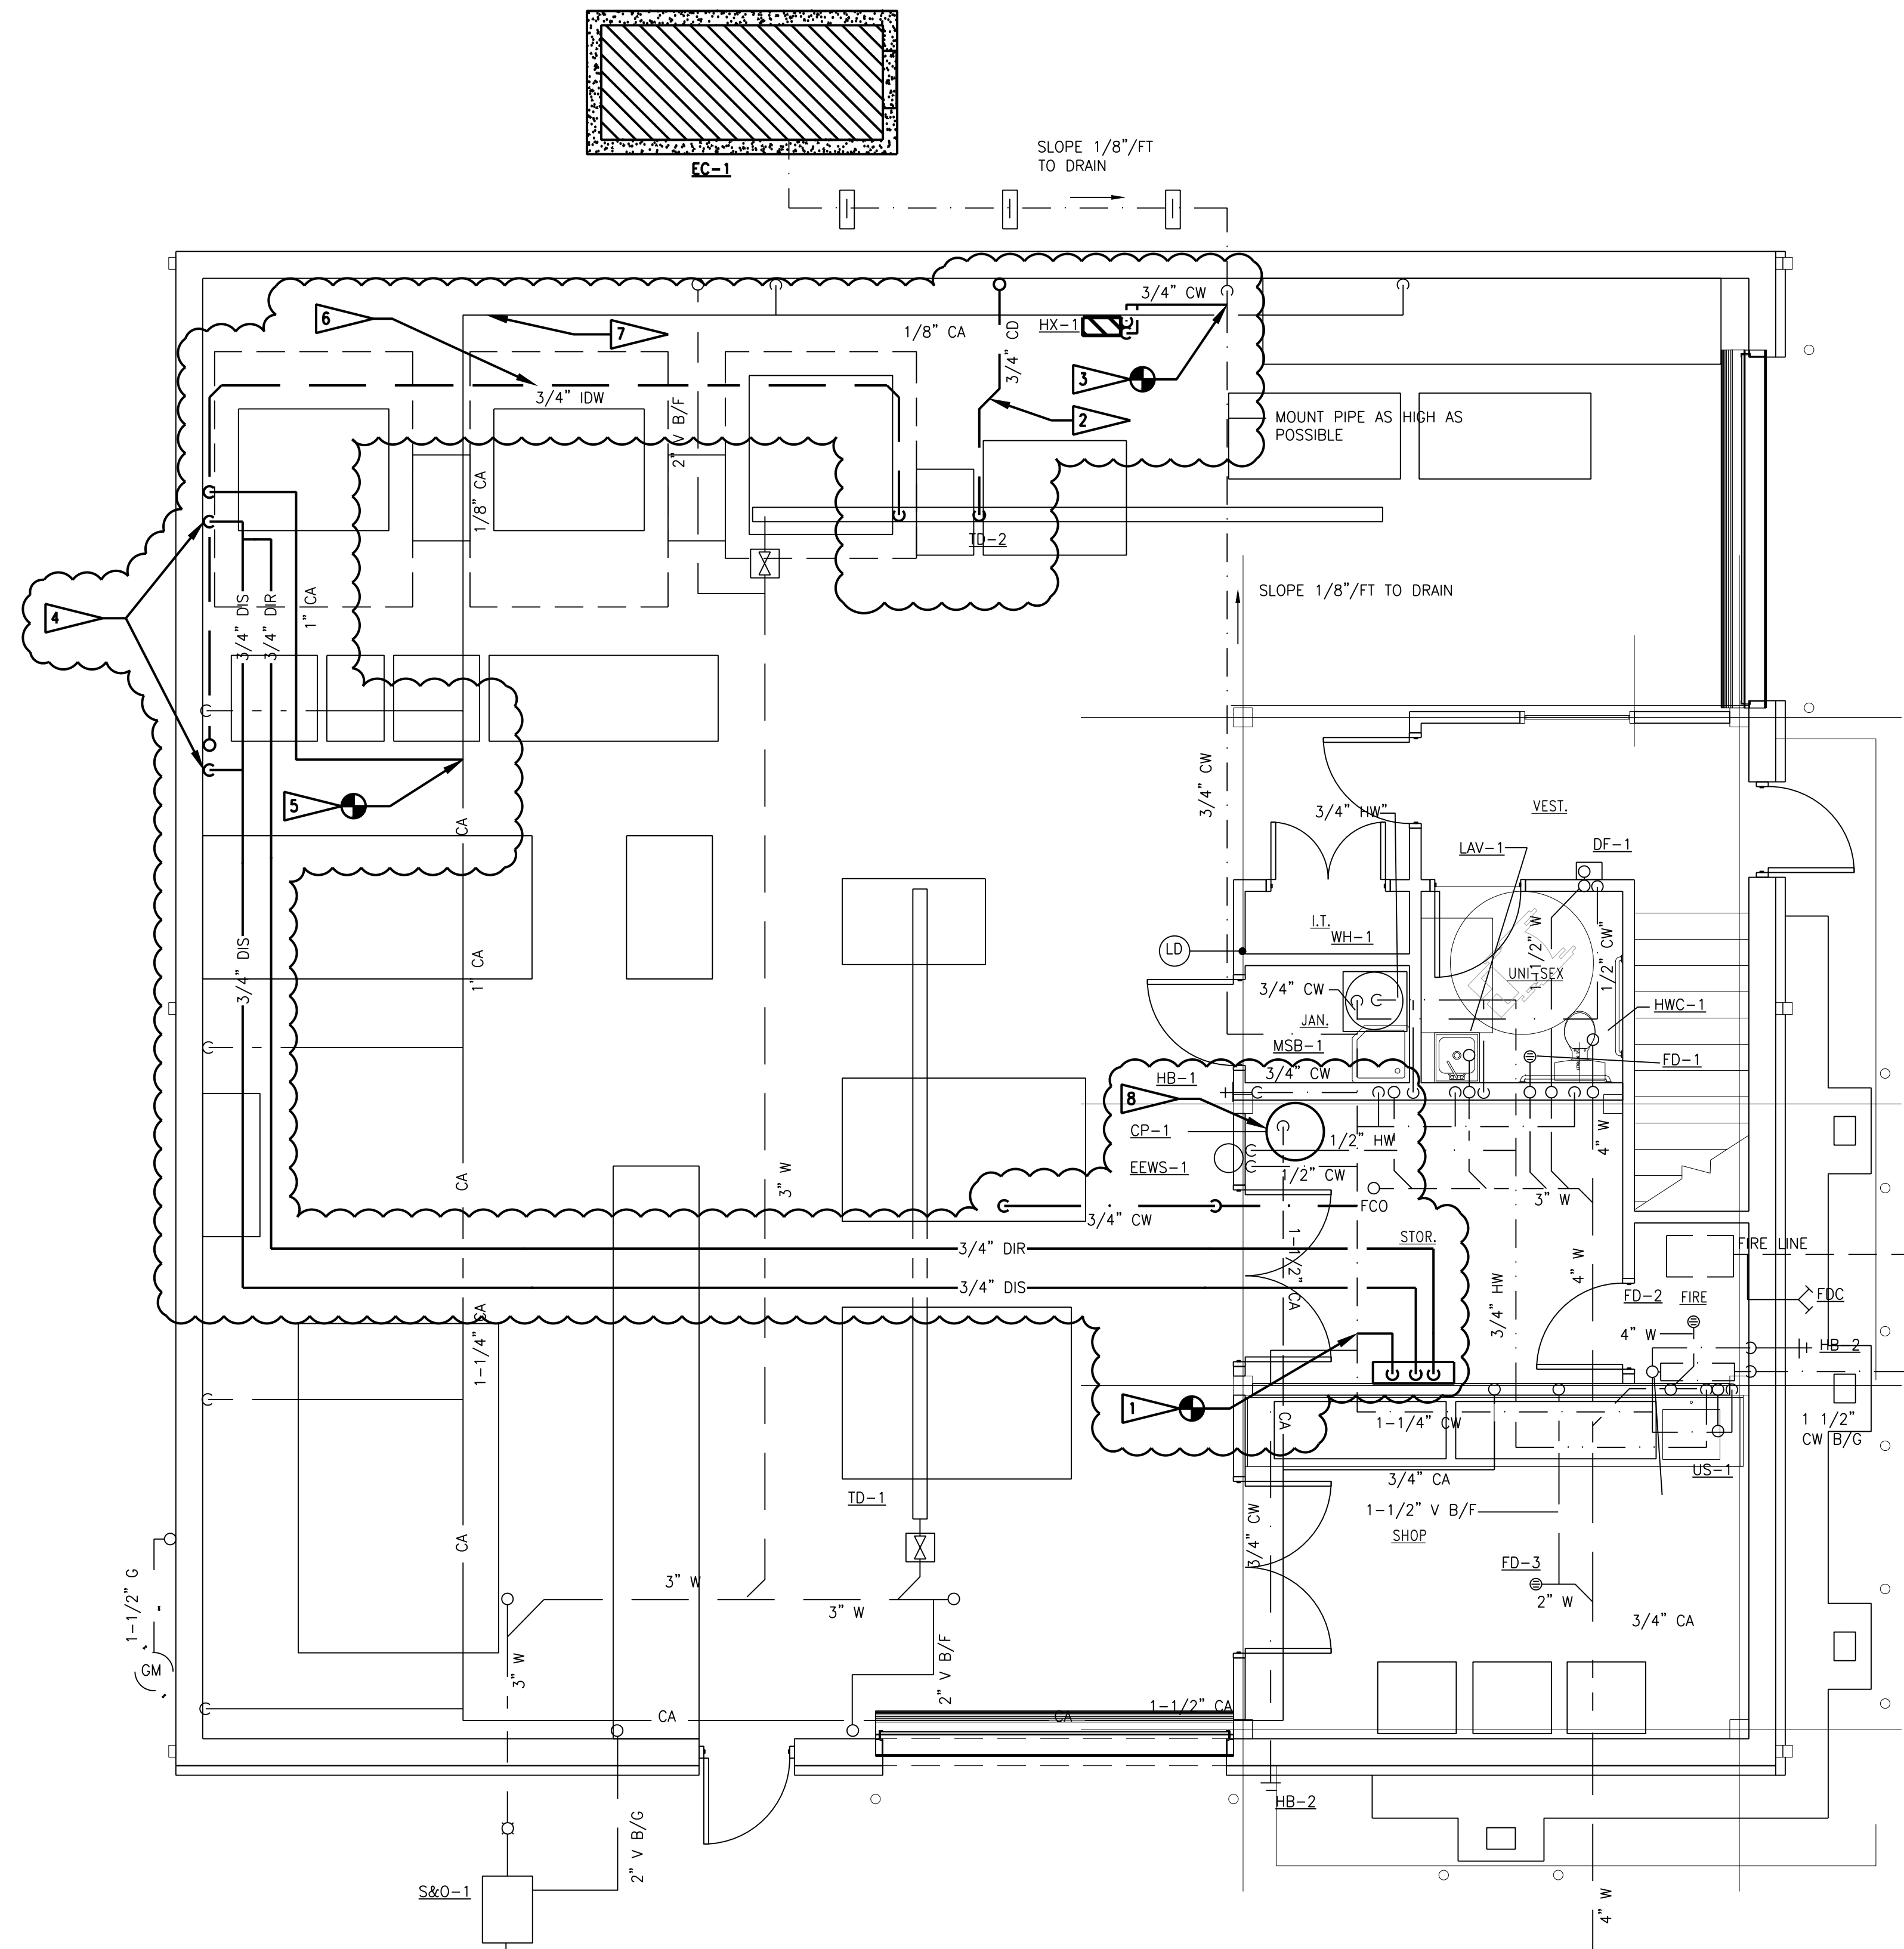 EC-1
SLOPE 1/8"/FT
TO DRAIN
3/4" CW
HX-1
1/8" CA
3/4" CD
6
7
3
2
3/4" IDW
2" V B/F
MOUNT PIPE AS HIGH AS
POSSIBLE
1/8" CA
TD-2
SLOPE 1/8"/FT TO DRAIN
4
3/4" DIS
3/4" DIR
1" CA
5
CA
3/4" CW
3/4" HW"
VEST.
LAV-1
DF-1
I.T.
WH-1
LD
1-1/2" W
1/2" CW"
UNI-SEX
3/4" DIS
1" CA
3/4" CW
JAN.
HWC-1
MSB-1
FD-1
HB-1
3/4" CW
8
CP-1
1/2" HW
4" W
EEWS-1
1/2" CW
CA
3" W
3" W
FCO
3/4" CW
STOR.
3/4" DIR
1-1/2" CA
FIRE LINE
3/4" DIS
4" W
3/4" HW
FD-2
FIRE
FDC
1-1/4" CA
4" W
HB-2
1
CA
1-1/4" CW
1 1/2"
CW B/G
US-1
3/4" CA
TD-1
1-1/2" V B/F
CA
3/4" CW
SHOP
FD-3
3" W
3" W
2" W
3/4" CA
1-1/2" G
GM
3" W
2" V B/F
1-1/2" CA
CA
CA
HB-2
2" V B/G
S&O-1
4" W